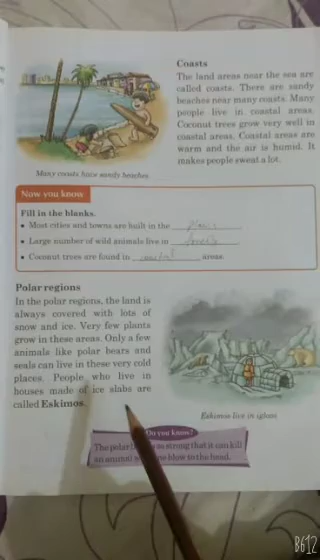 Coasts
The land areas near the sea are
called coasts. There are sandy
beaches near many coasts. Many
people live in coastal areas.
Coconut trees grow very well in
coastal areas. Coastal areas are
warm and the air is humid. It
makes people sweat a lot.
Many coasts have sandy beaches
Now you know
Fill in the blanks.
• Most cities and towns are built in the plains
• Large number of wild animals live in forests
• Coconut trees are found in coastal areas.
Polar regions
In the polar regions, the land is
always covered with lots of
snow and ice. Very few plants
grow in these areas. Only a few
animals like polar bears and
seals can live in these very cold
places. People who live in
houses made of ice slabs are
called Eskimos.
Eskimos live in igloos
Do you know?
The polar is so strong that it can kill
an animal blow to the head.
B612